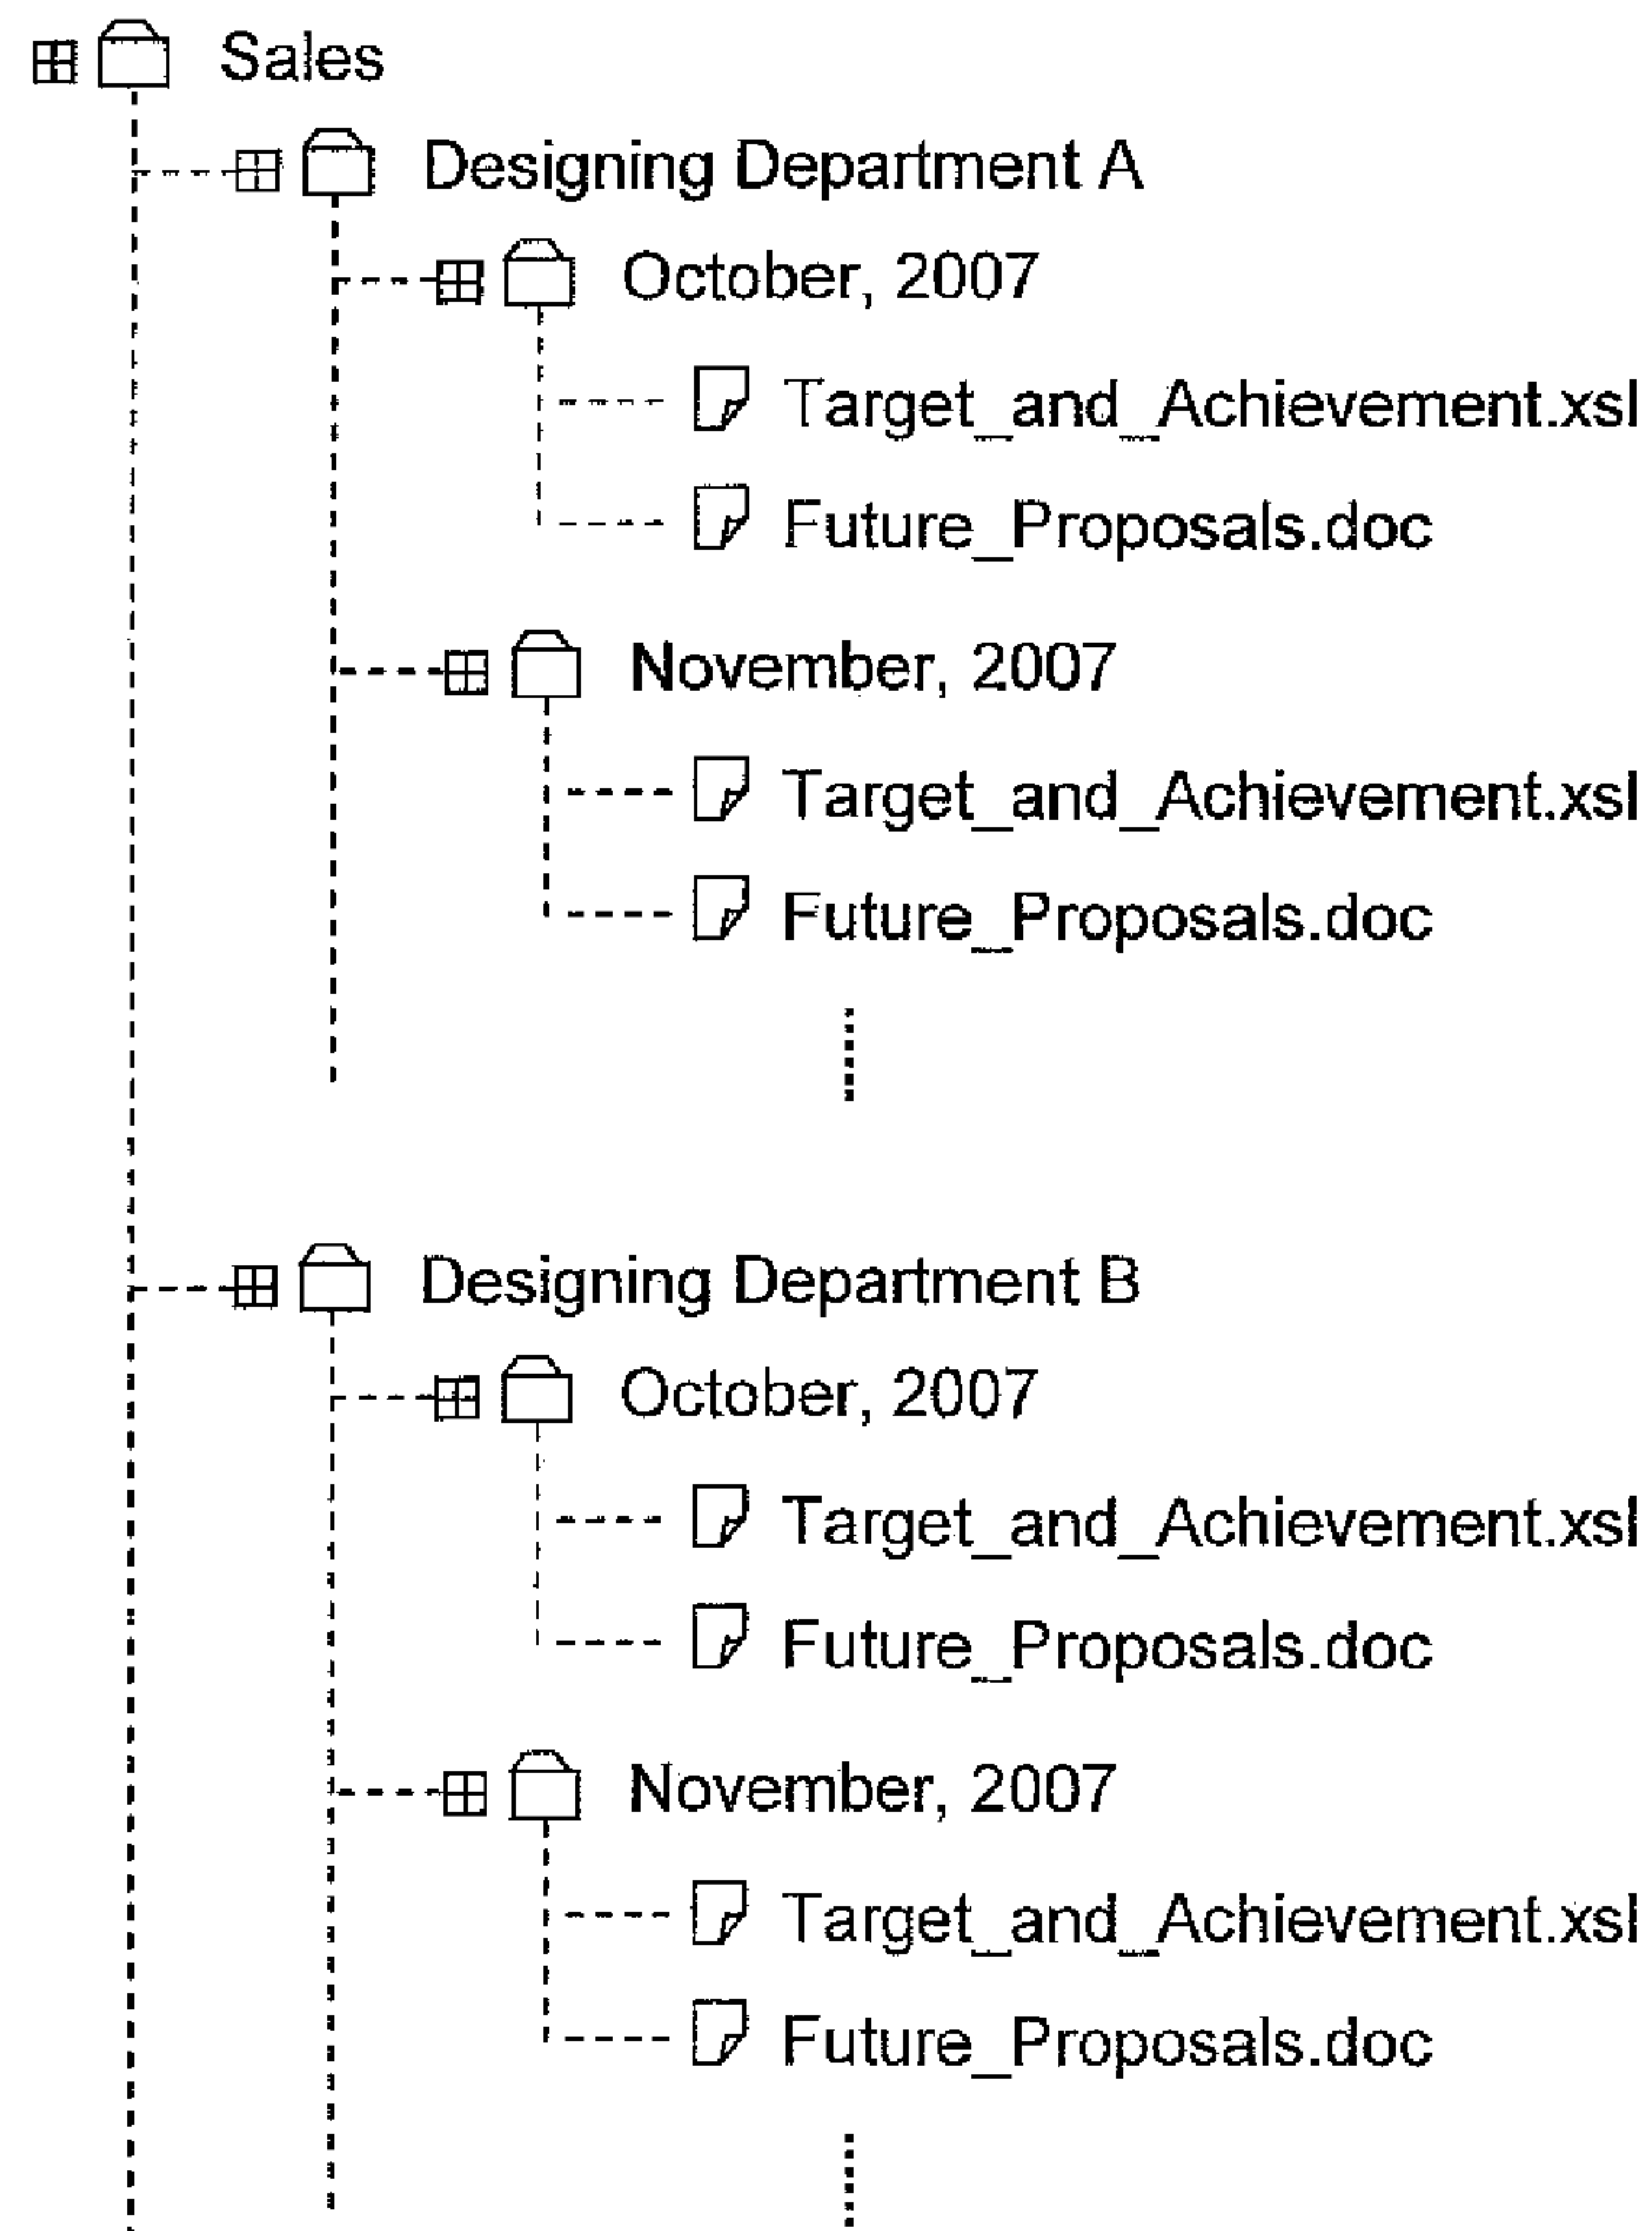 Sales
Designing Department A
October, 2007
Target_and_Achievement.xsl
Future_Proposals.doc
November, 2007
Target_and_Achievement.xsl
Future_Proposals.doc
Designing Department B
October, 2007
Target_and_Achievement.xsl
Future_Proposals.doc
November, 2007
Target_and_Achievement.xsl
Future_Proposals.doc